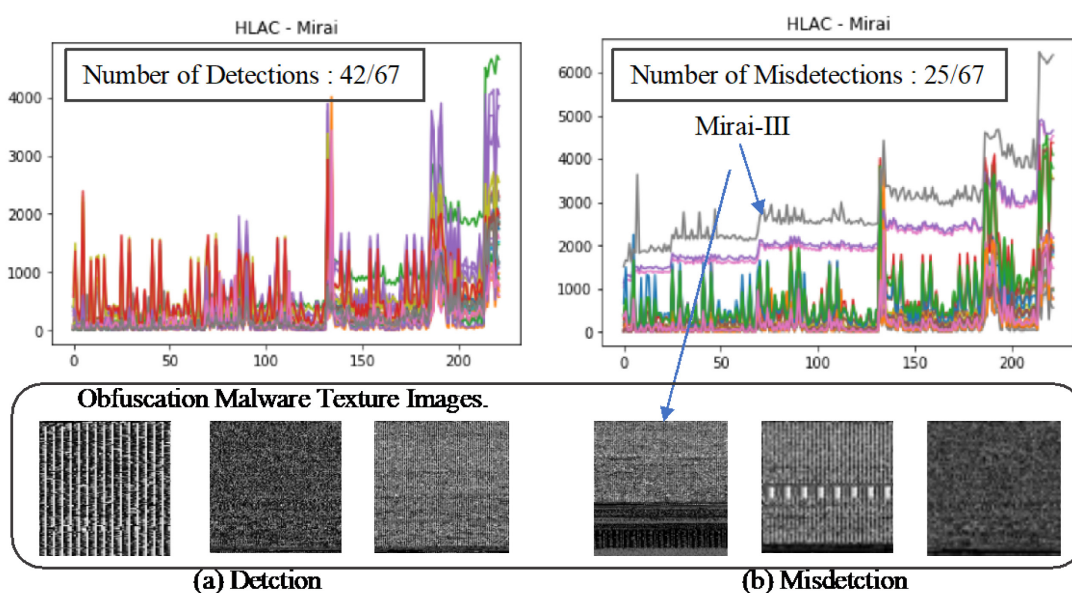 HLAC - Mirai
Number of Detections : 42/67
4000
3000
2000
1000
0
0
50
100
150
200
HLAC - Mirai
Number of Misdetections : 25/67
Mirai-III
6000
5000
4000
3000
2000
1000
0
0
50
100
150
200
Obfuscation Malware Texture Images.
(a) Detction
(b) Misdetction